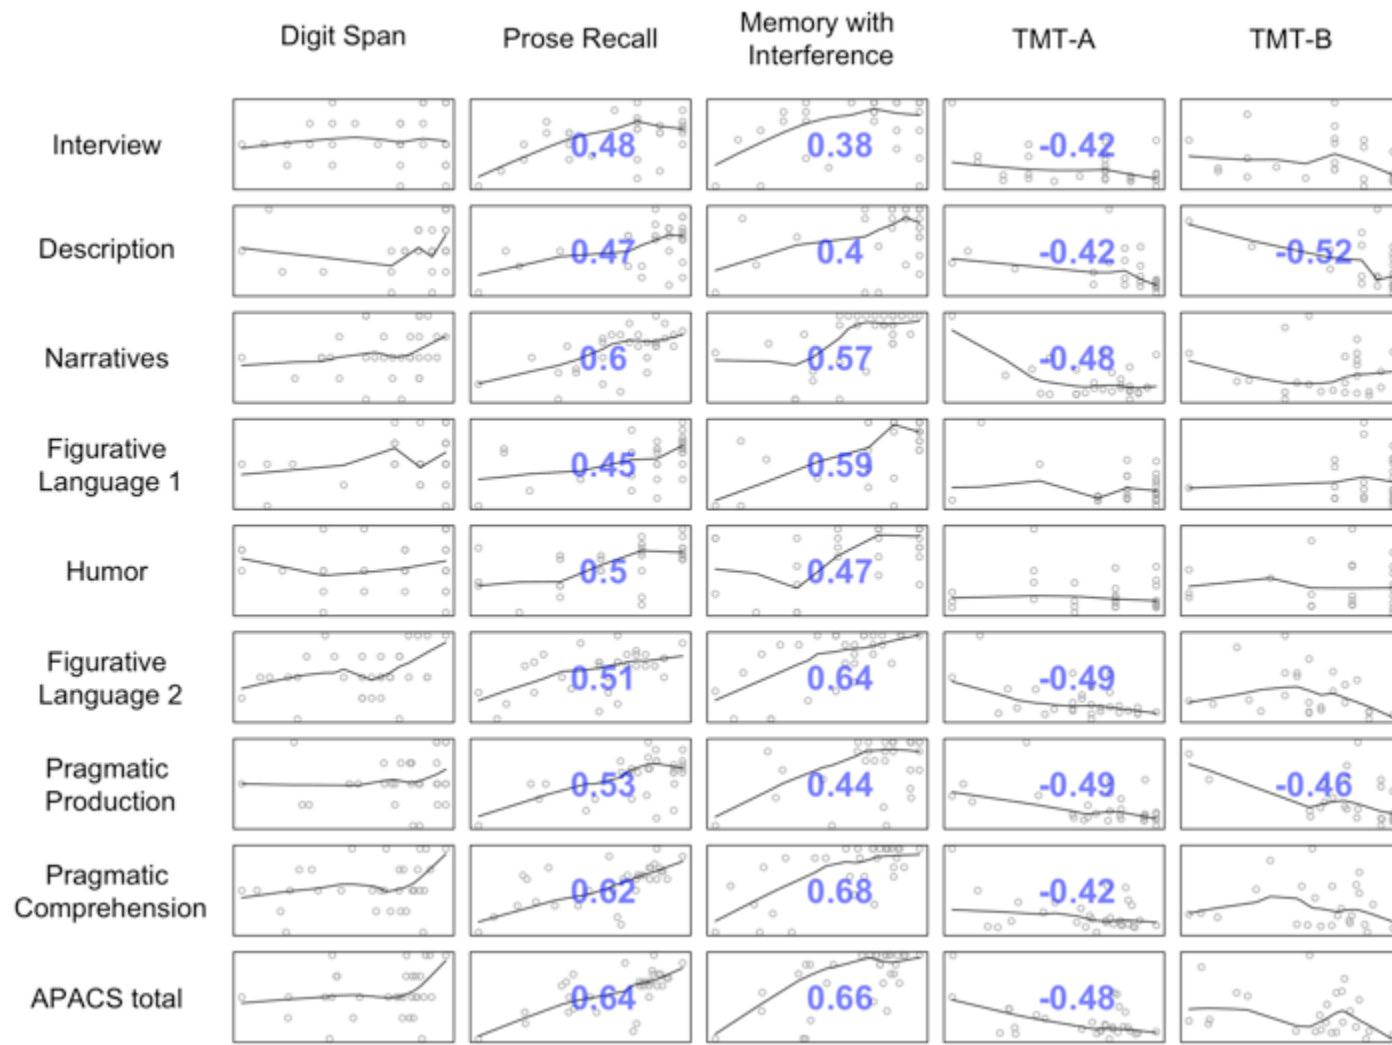 Digit Span
Prose Recall
Memory with
Interference
TMT-A
TMT-B
Interview
0.48
0.38
-0.42
Description
0.47
0.4
-0.42
-0.52
Narratives
0.6
0.57
-0.48
Figurative
Language 1
0.45
0.59
Humor
0.5
0.47
Figurative
Language 2
0.51
0.64
-0.49
Pragmatic
Production
0.53
0.44
-0.49
-0.46
Pragmatic
Comprehension
0.62
0.68
-0.42
APACS total
0.64
0.66
-0.48